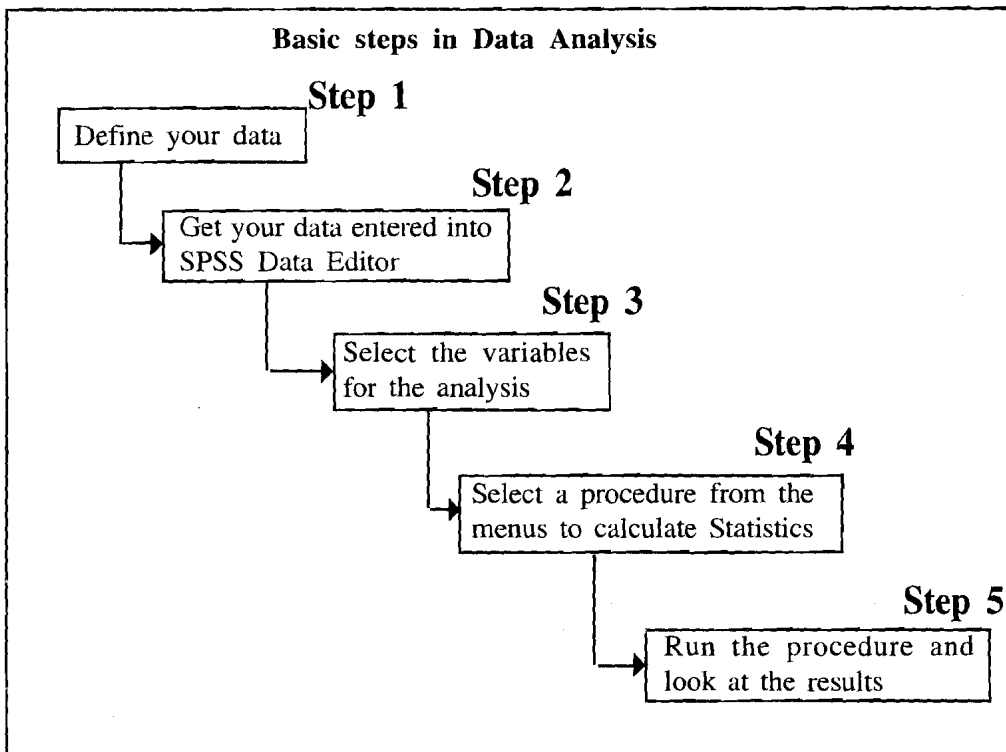 Basic steps in Data Analysis
Step 1
Define your data
Step 2
Get your data entered into
SPSS Data Editor
Step 3
Select the variables
for the analysis
Step 4
Select a procedure from the
menus to calculate Statistics
Step 5
Run the procedure and
look at the results